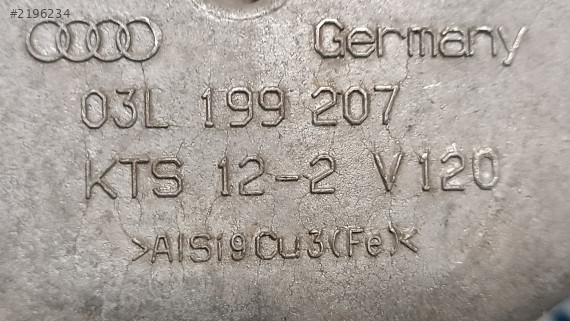 #2196234
Germany
03L 199 207
KTS 12-2 V120
>AlSi9Cu3(Fe)<